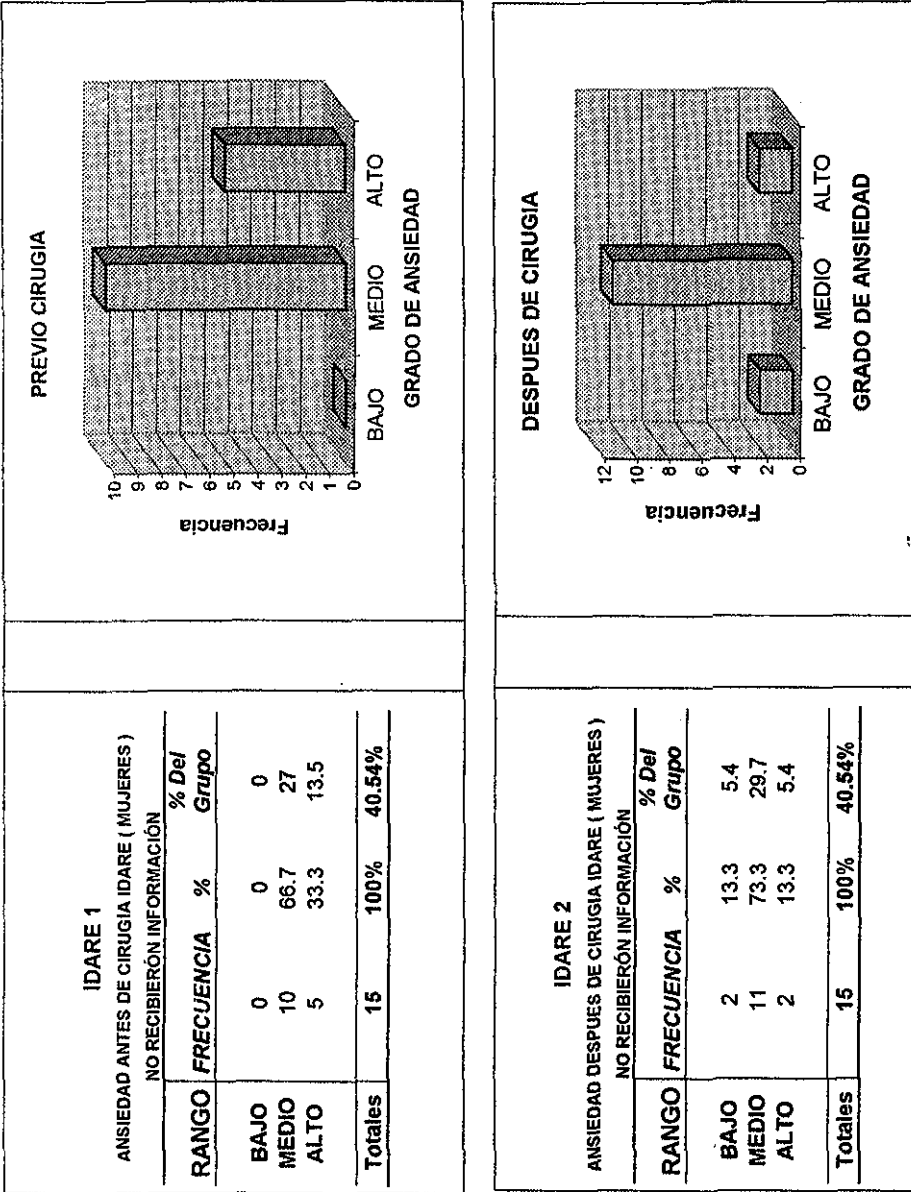 IDARE 1
ANSIEDAD ANTES DE CIRUGIA IDARE ( MUJERES )
NO RECIBIERÓN INFORMACIÓN
RANGO FRECUENCIA % % Del Grupo
BAJO 0 0 0
MEDIO 10 66.7 27
ALTO 5 33.3 13.5
Totales 15 100% 40.54%
PREVIO CIRUGIA
Frecuencia
10
9
8
7
6
5
4
3
2
1
0
BAJO MEDIO ALTO
GRADO DE ANSIEDAD
IDARE 2
ANSIEDAD DESPUES DE CIRUGIA IDARE ( MUJERES )
NO RECIBIERÓN INFORMACIÓN
RANGO FRECUENCIA % % Del Grupo
BAJO 2 13.3 5.4
MEDIO 11 73.3 29.7
ALTO 2 13.3 5.4
Totales 15 100% 40.54%
DESPUES DE CIRUGIA
Frecuencia
12
10
8
6
4
2
0
BAJO MEDIO ALTO
GRADO DE ANSIEDAD